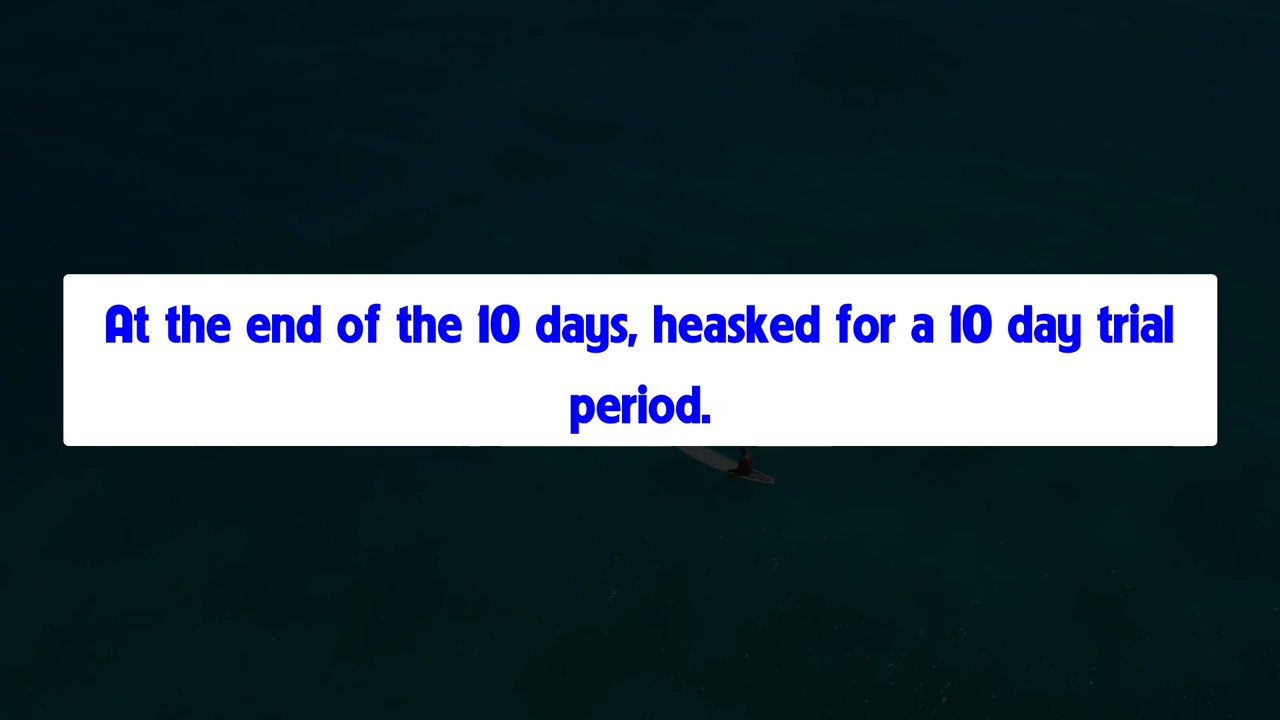 At the end of the 10 days, heasked for a 10 day trial
period.